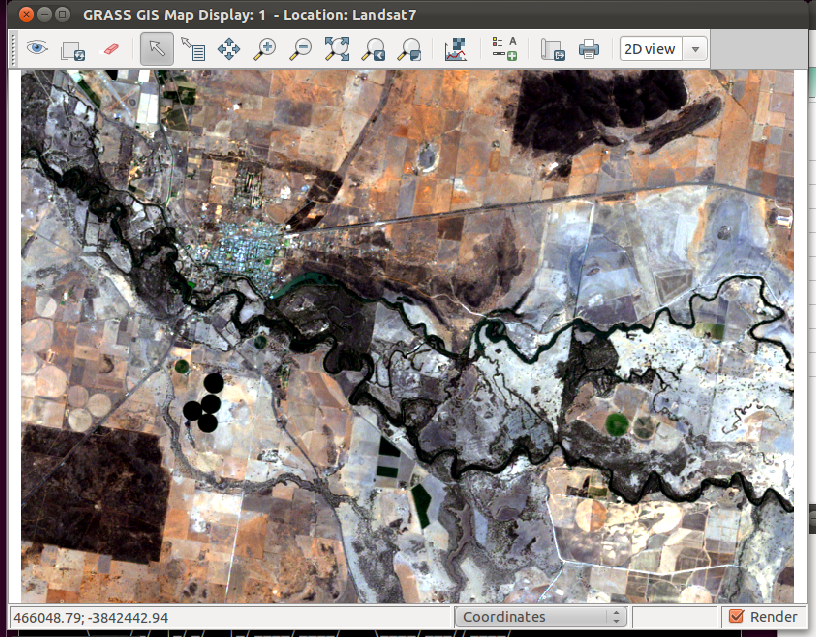 GRASS GIS Map Display: 1 - Location: Landsat7
2D view
466048.79; -3842442.94
Coordinates
Render